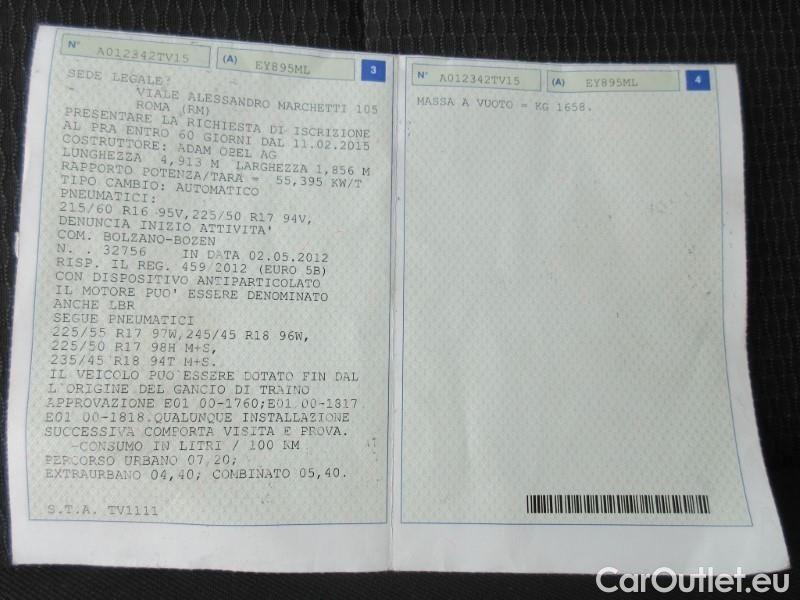 N° A012342TV15 (A) EY895ML 3
SEDE LEGALE:
VIALE ALESSANDRO MARCHETTI 105
ROMA (RM)
PRESENTARE LA RICHIESTA DI ISCRIZIONE
AL PRA ENTRO 60 GIORNI DAL 11.02.2015
COSTRUTTORE: ADAM OPEL AG
LUNGHEZZA 4,913 M LARGHEZZA 1,856 M
RAPPORTO POTENZA/TARA = 55,395 KW/T
TIPO CAMBIO: AUTOMATICO
PNEUMATICI:
215/60 R16 95V,225/50 R17 94V,
DENUNCIA INIZIO ATTIVITA'
COM. BOLZANO-BOZEN
N. . 32756 IN DATA 02.05.2012
RISP. IL REG. 459/2012 (EURO 5B)
CON DISPOSITIVO ANTIPARTICOLATO
IL MOTORE PUO' ESSERE DENOMINATO
ANCHE LBR
SEGUE PNEUMATICI
225/55 R17 97W,245/45 R18 96W,
225/50 R17 98H M+S,
235/45 R18 94T M+S.
IL VEICOLO PUO'ESSERE DOTATO FIN DAL
L'ORIGINE DEL GANCIO DI TRAINO
APPROVAZIONE E01 00-1760;E01 00-1817
E01 00-1818.QUALUNQUE INSTALLAZIONE
SUCCESSIVA COMPORTA VISITA E PROVA.
-CONSUMO IN LITRI / 100 KM
PERCORSO URBANO 07,20;
EXTRAURBANO 04,40; COMBINATO 05,40.
S.T.A. TV1111
N° A012342TV15 (A) EY895ML 4
MASSA A VUOTO = KG 1658.
CarOutlet.eu